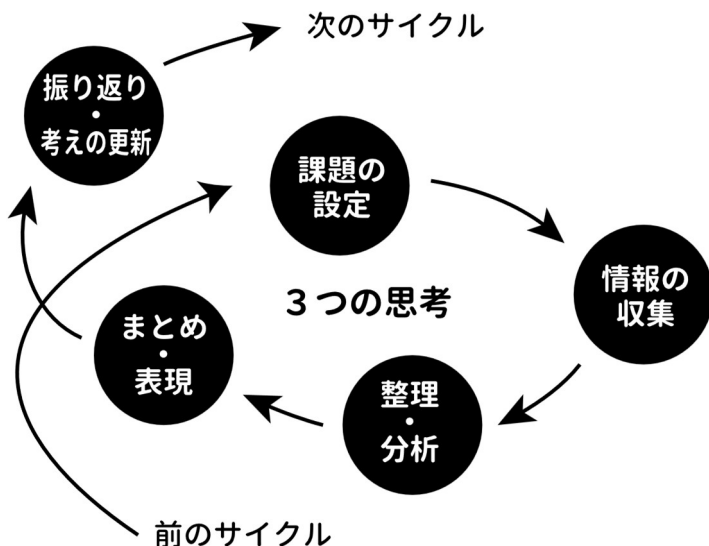 次のサイクル
振り返り
・
考えの更新
課題の
設定
情報の
収集
3つの思考
まとめ
・
表現
整理
・
分析
前のサイクル